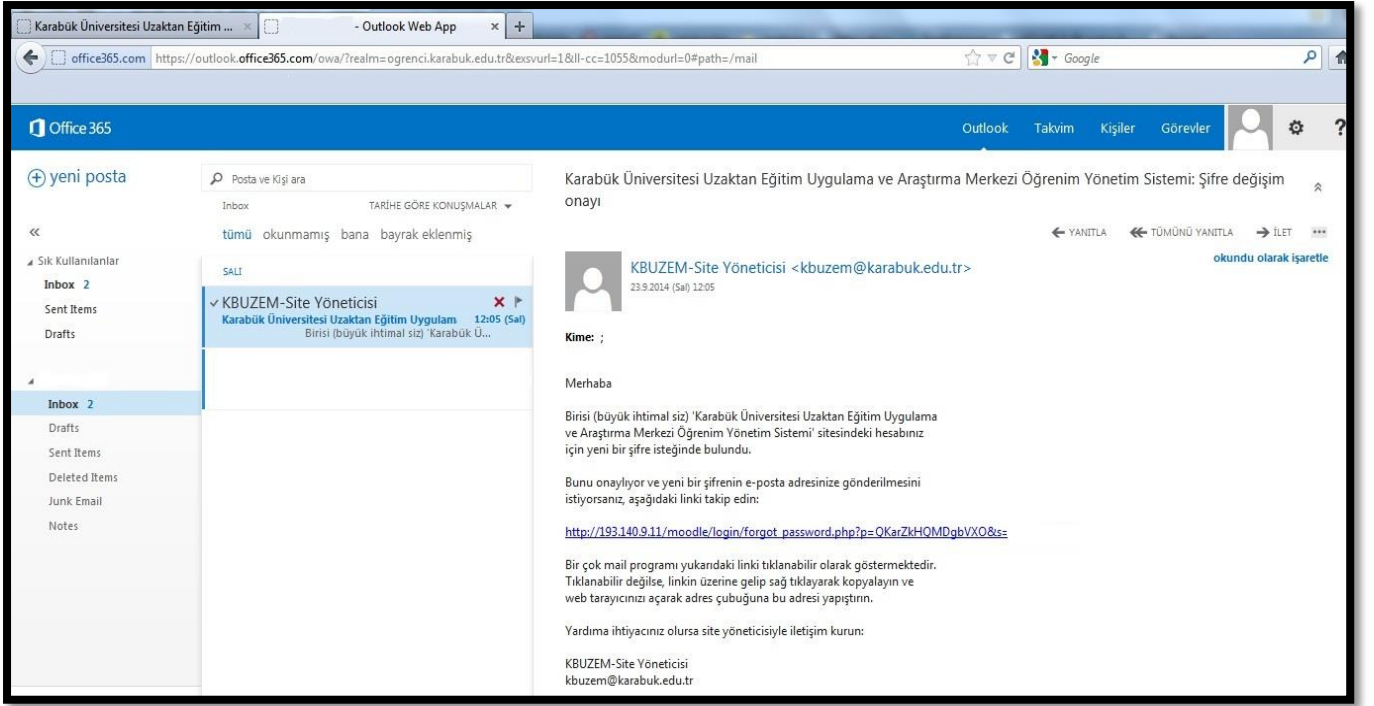 Karabük Üniversitesi Uzaktan Eğitim ... ×
- Outlook Web App × +
office365.com https://outlook.office365.com/owa/?realm=ogrenci.karabuk.edu.tr&exsvurl=1&ll-cc=1055&modurl=0#path=/mail
Google
Office 365
Outlook Takvim Kişiler Görevler ?
yeni posta
Posta ve Kişi ara
Inbox TARİHE GÖRE KONUŞMALAR
tümü okunmamış bana bayrak eklenmiş
«
Sık Kullanılanlar
Inbox 2
Sent Items
Drafts
Inbox 2
Drafts
Sent Items
Deleted Items
Junk Email
Notes
SALI
KBUZEM-Site Yöneticisi
Karabük Üniversitesi Uzaktan Eğitim Uygulam 12:05 (Sal)
Birisi (büyük ihtimal siz) 'Karabük Ü...
Karabük Üniversitesi Uzaktan Eğitim Uygulama ve Araştırma Merkezi Öğrenim Yönetim Sistemi: Şifre değişim
onayı
YANITLA TÜMÜNÜ YANITLA İLET ...
okundu olarak işaretle
KBUZEM-Site Yöneticisi <kbuzem@karabuk.edu.tr>
23.9.2014 (Sal) 12:05
Kime: ;
Merhaba
Birisi (büyük ihtimal siz) 'Karabük Üniversitesi Uzaktan Eğitim Uygulama
ve Araştırma Merkezi Öğrenim Yönetim Sistemi' sitesindeki hesabınız
için yeni bir şifre isteğinde bulundu.
Bunu onaylıyor ve yeni bir şifrenin e-posta adresinize gönderilmesini
istiyorsanız, aşağıdaki linki takip edin:
http://193.140.9.11/moodle/login/forgot_password.php?p=QKarZkHQMDgbVXO&s=
Bir çok mail programı yukarıdaki linki tıklanabilir olarak göstermektedir.
Tıklanabilir değilse, linkin üzerine gelip sağ tıklayarak kopyalayın ve
web tarayıcınızı açarak adres çubuğuna bu adresi yapıştırın.
Yardıma ihtiyacınız olursa site yöneticisiyle iletişim kurun:
KBUZEM-Site Yöneticisi
kbuzem@karabuk.edu.tr